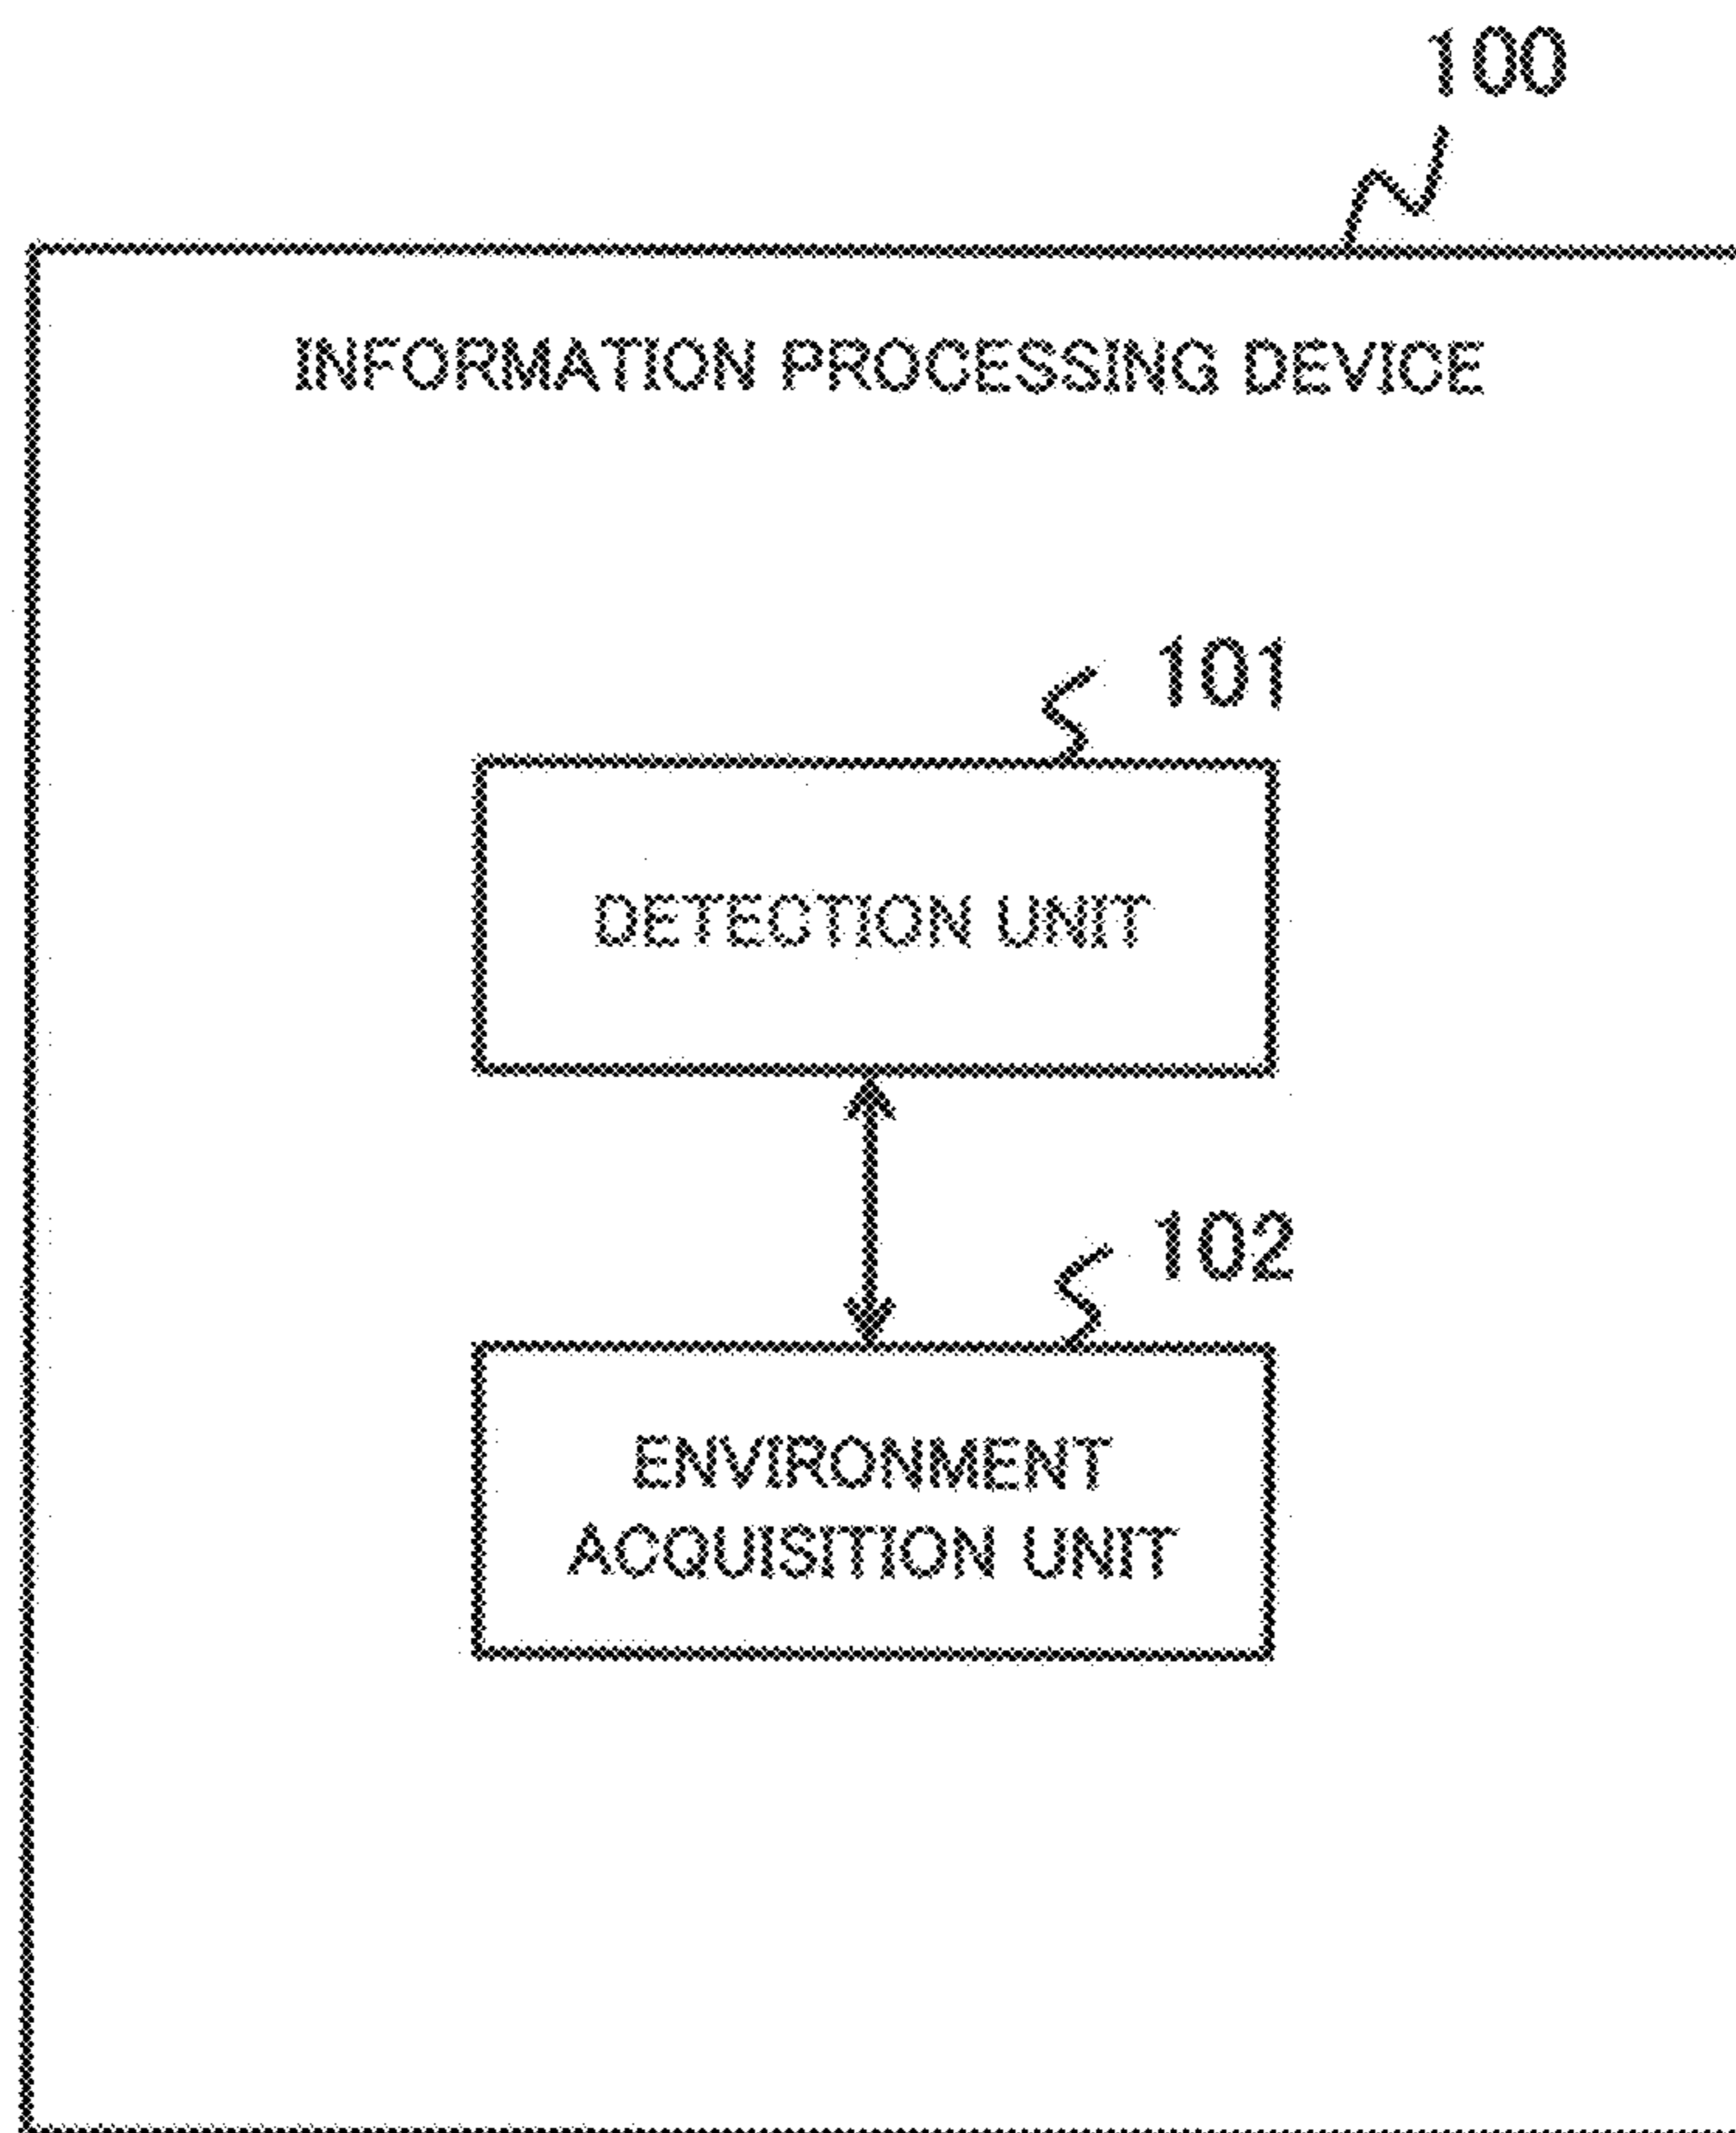 100
INFORMATION PROCESSING DEVICE
101
DETECTION UNIT
102
ENVIRONMENT
ACQUISITION UNIT